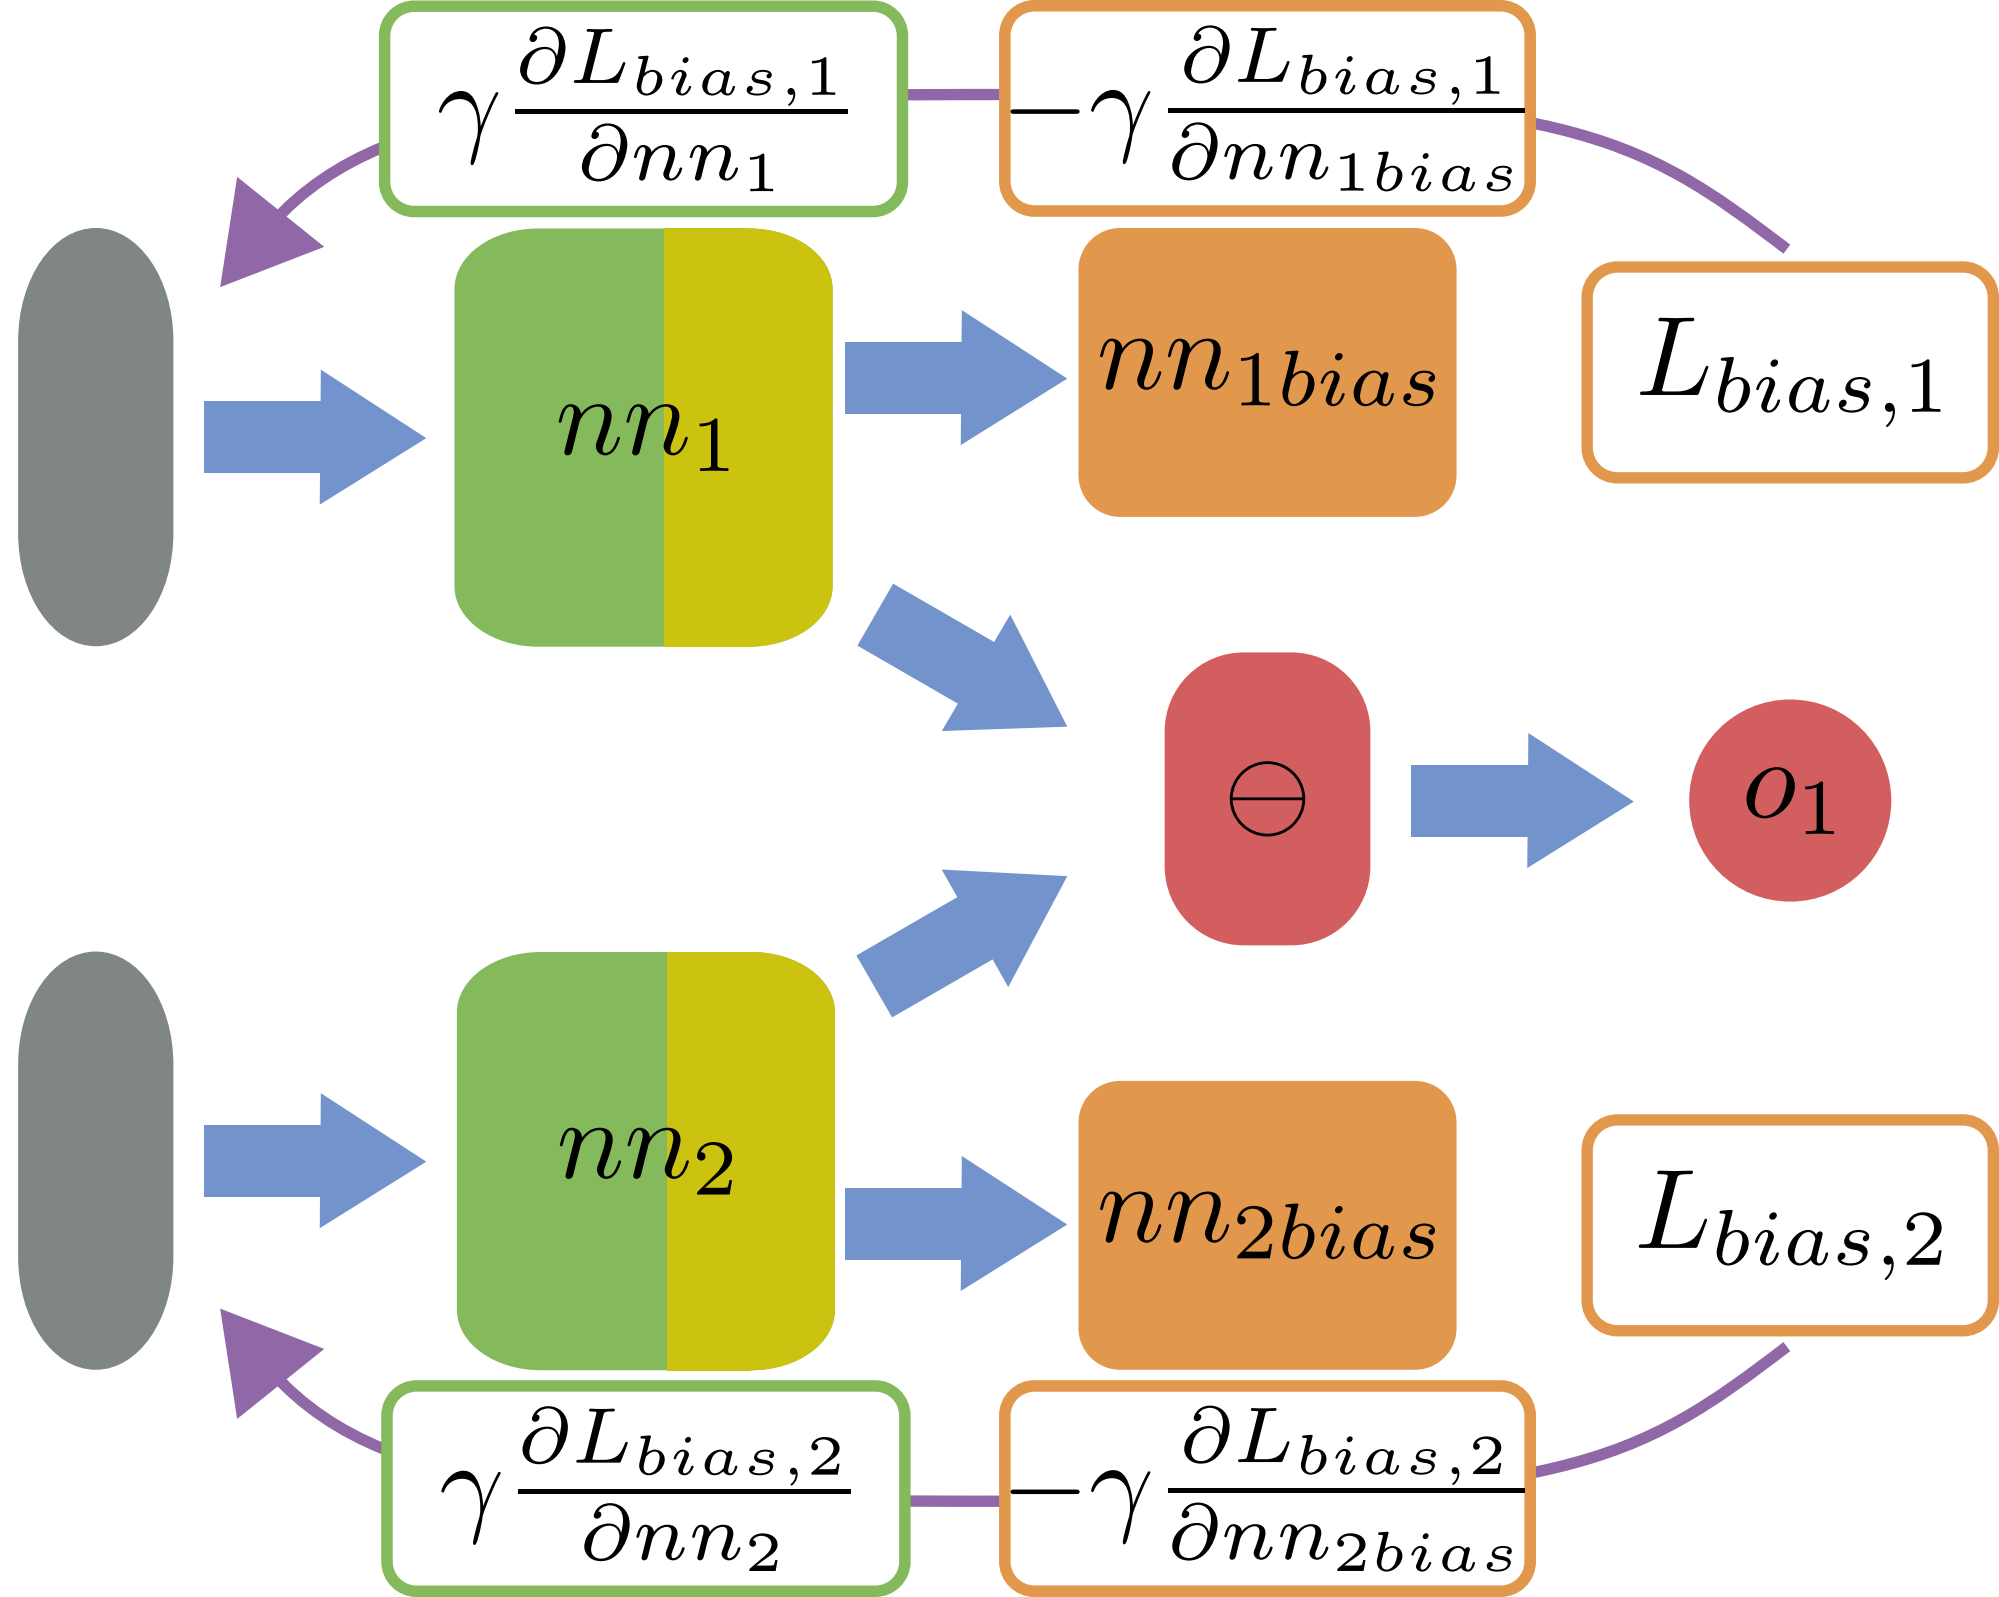 γ ∂L_{bias,1} / ∂nn_1
−γ ∂L_{bias,1} / ∂nn_{1bias}
nn_1
nn_{1bias}
L_{bias,1}
⊖
o_1
nn_2
nn_{2bias}
L_{bias,2}
γ ∂L_{bias,2} / ∂nn_2
−γ ∂L_{bias,2} / ∂nn_{2bias}